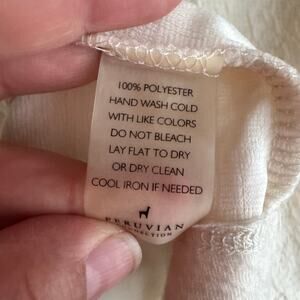 100% POLYESTER
HAND WASH COLD
WITH LIKE COLORS
DO NOT BLEACH
LAY FLAT TO DRY
OR DRY CLEAN
COOL IRON IF NEEDED
PERUVIAN
CONNECTION